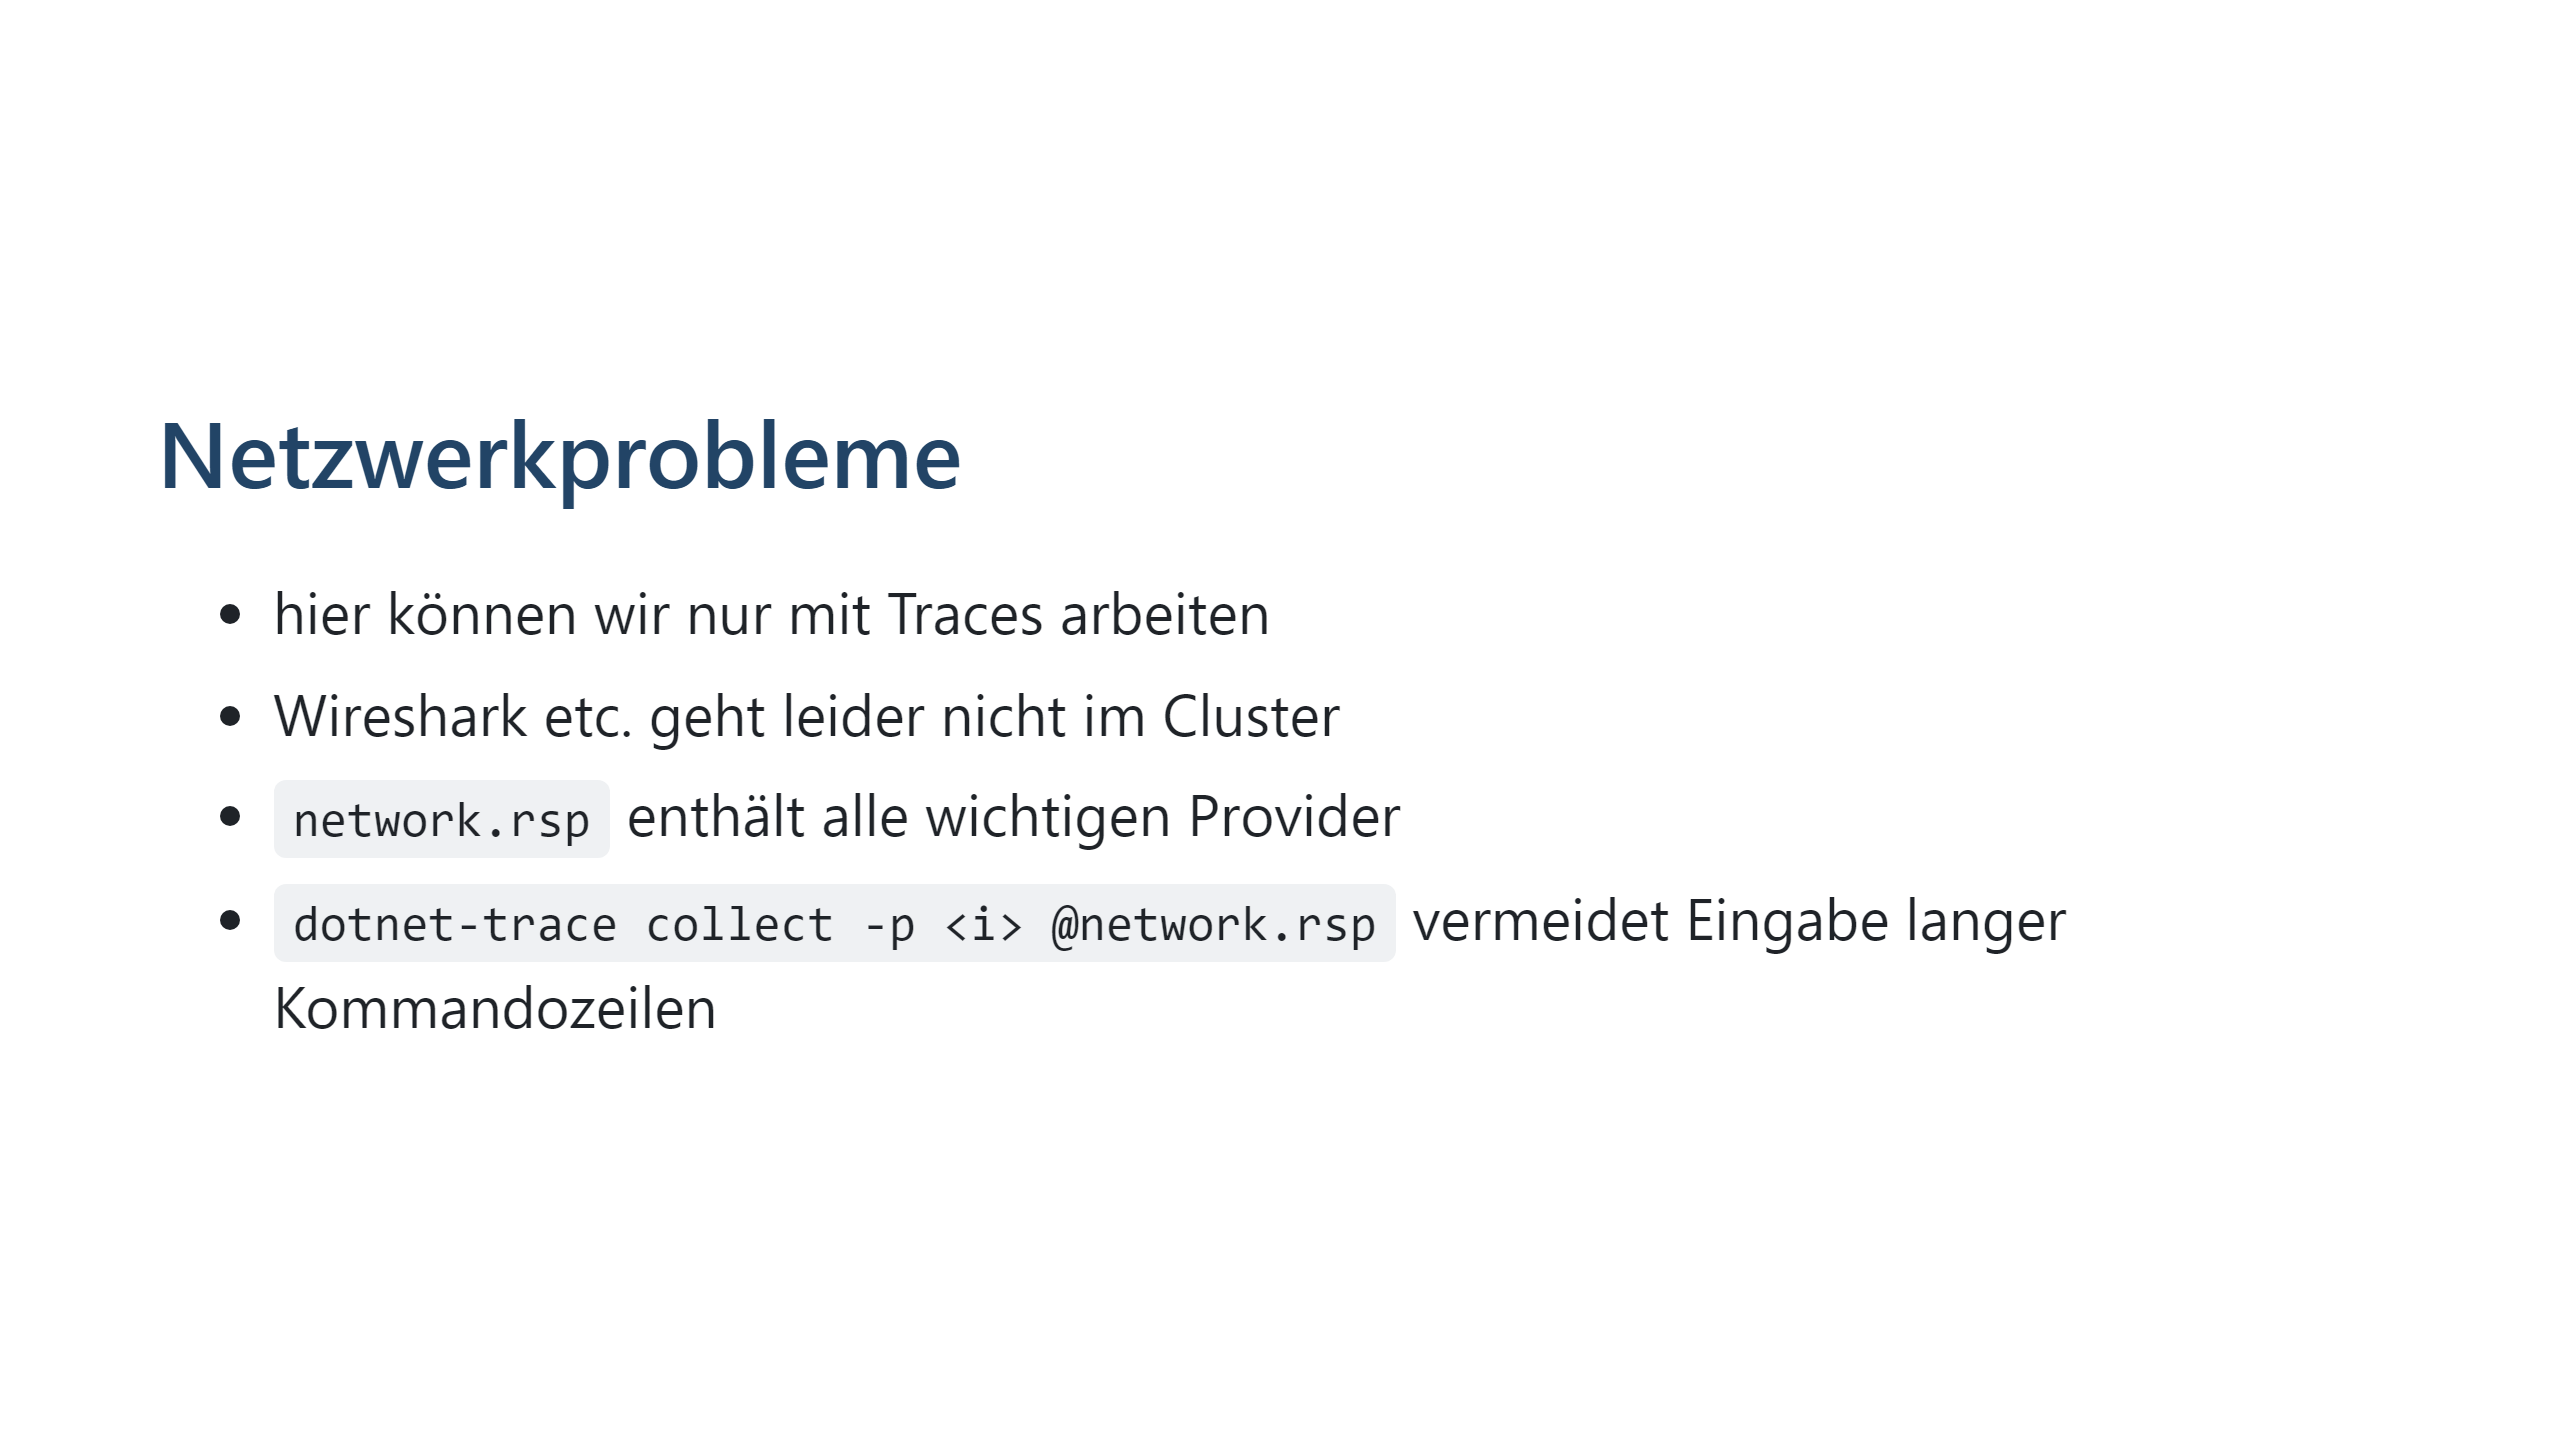 Netzwerkprobleme
• hier können wir nur mit Traces arbeiten
• Wireshark etc. geht leider nicht im Cluster
• network.rsp enthält alle wichtigen Provider
• dotnet-trace collect -p <i> @network.rsp vermeidet Eingabe langer
Kommandozeilen